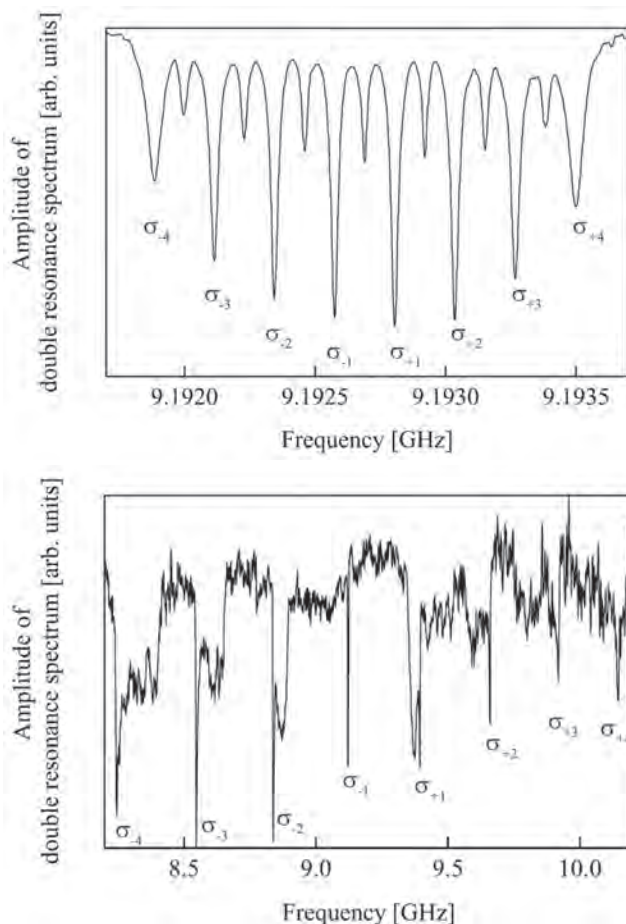 Amplitude of
double resonance spectrum [arb. units]
σ-4
σ-3
σ-2
σ-1
σ+1
σ+2
σ+3
σ+4
9.1920 9.1925 9.1930 9.1935
Frequency [GHz]
Amplitude of
double resonance spectrum [arb. units]
σ-4
σ-3
σ-2
σ-1
σ+1
σ+2
σ+3
8.5 9.0 9.5 10.0
Frequency [GHz]